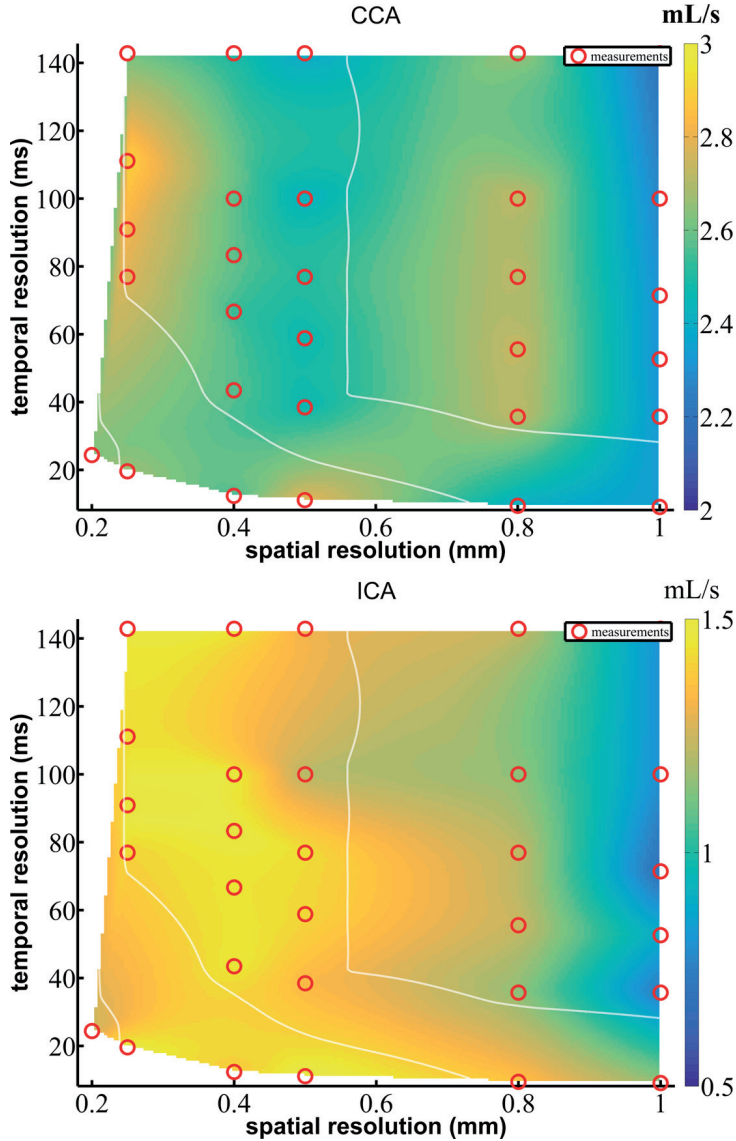 CCA
mL/s
measurements
140
120
100
80
60
40
20
temporal resolution (ms)
0.2 0.4 0.6 0.8 1
spatial resolution (mm)
3
2.8
2.6
2.4
2.2
2
ICA
mL/s
measurements
140
120
100
80
60
40
20
temporal resolution (ms)
0.2 0.4 0.6 0.8 1
spatial resolution (mm)
1.5
1
0.5